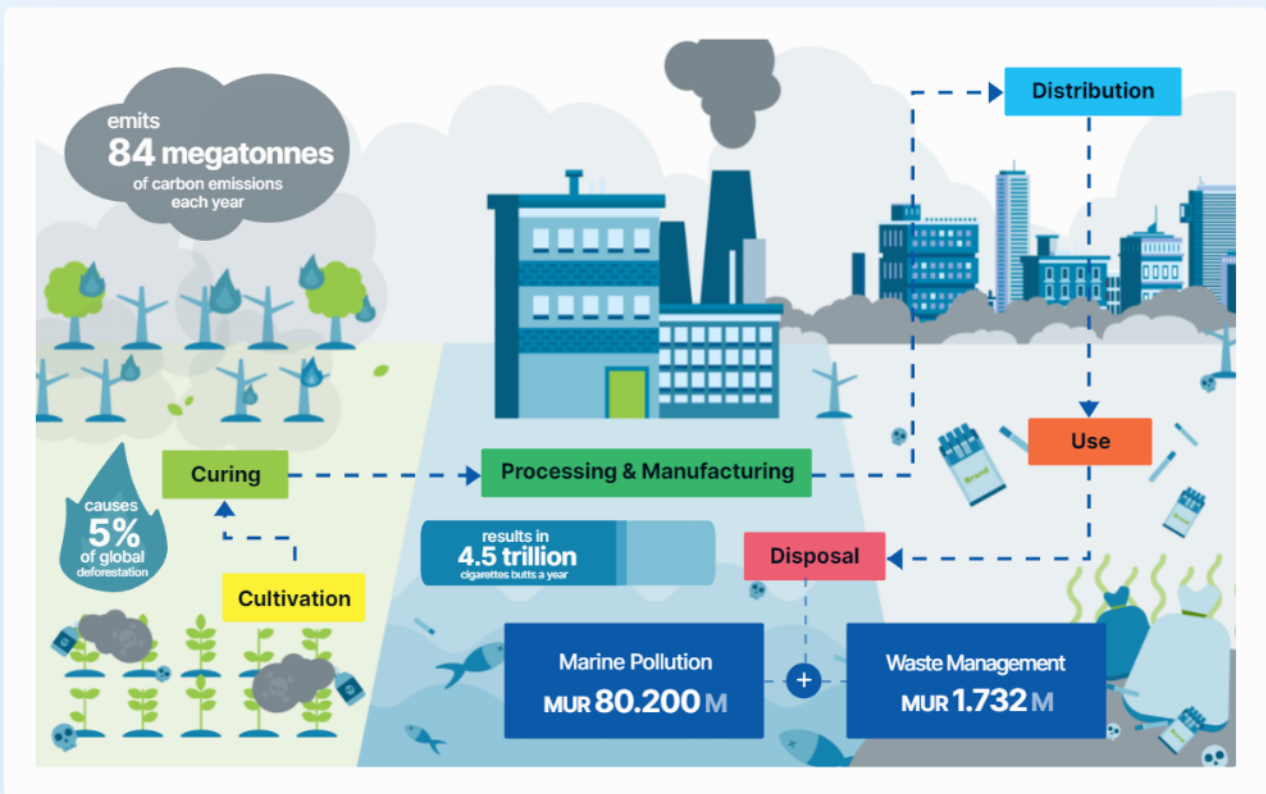 emits
84 megatonnes
of carbon emissions
each year
Distribution
Curing
Processing & Manufacturing
Use
Brand
causes
5%
of global
deforestation
results in
4.5 trillion
cigarettes butts a year
Disposal
Cultivation
Marine Pollution
MUR 80.200 M
+
Waste Management
MUR 1.732 M